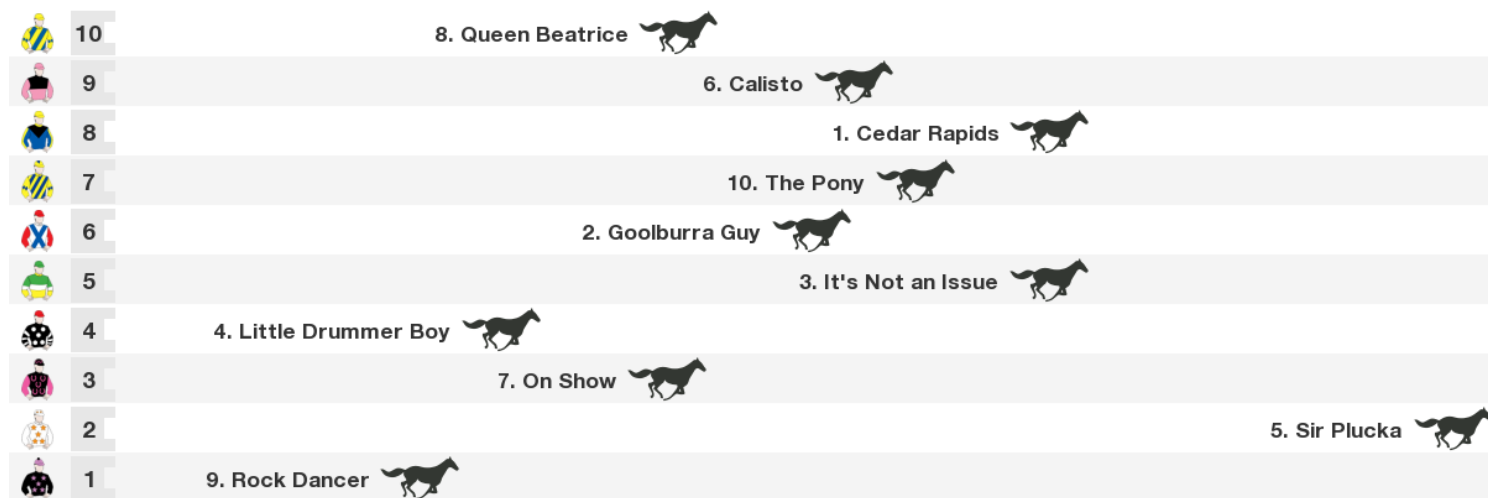 10 8. Queen Beatrice
9 6. Calisto
8 1. Cedar Rapids
7 10. The Pony
6 2. Goolburra Guy
5 3. It's Not an Issue
4 4. Little Drummer Boy
3 7. On Show
2 5. Sir Plucka
1 9. Rock Dancer